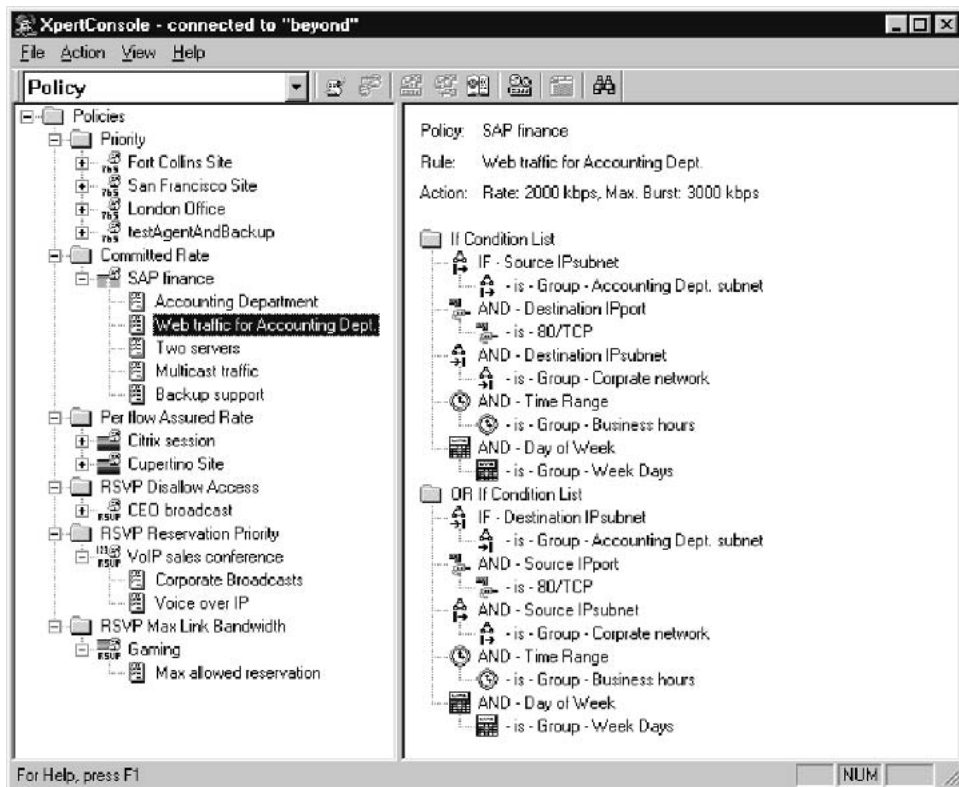 XpertConsole - connected to "beyond"
File Action View Help
Policy
Policies
Priority
Fort Collins Site
San Francisco Site
London Office
testAgentAndBackup
Committed Rate
SAP finance
Accounting Department
Web traffic for Accounting Dept.
Two servers
Multicast traffic
Backup support
Per flow Assured Rate
Citrix session
Cupertino Site
RSVP Disallow Access
CEO broadcast
RSVP Reservation Priority
VoIP sales conference
Corporate Broadcasts
Voice over IP
RSVP Max Link Bandwidth
Gaming
Max allowed reservation
Policy: SAP finance
Rule: Web traffic for Accounting Dept.
Action: Rate: 2000 kbps, Max. Burst: 3000 kbps
If Condition List
IF - Source IPsubnet
- is - Group - Accounting Dept. subnet
AND - Destination IPport
- is - 80/TCP
AND - Destination IPsubnet
- is - Group - Corprate network
AND - Time Range
- is - Group - Business hours
AND - Day of Week
- is - Group - Week Days
OR If Condition List
IF - Destination IPsubnet
- is - Group - Accounting Dept. subnet
AND - Source IPport
- is - 80/TCP
AND - Source IPsubnet
- is - Group - Corprate network
AND - Time Range
- is - Group - Business hours
AND - Day of Week
- is - Group - Week Days
For Help, press F1
NUM